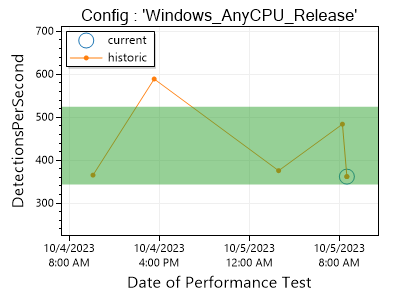 Config : 'Windows_AnyCPU_Release'
700
600
500
400
300
DetectionsPerSecond
current
historic
10/4/2023
8:00 AM
10/4/2023
4:00 PM
10/5/2023
12:00 AM
10/5/2023
8:00 AM
Date of Performance Test